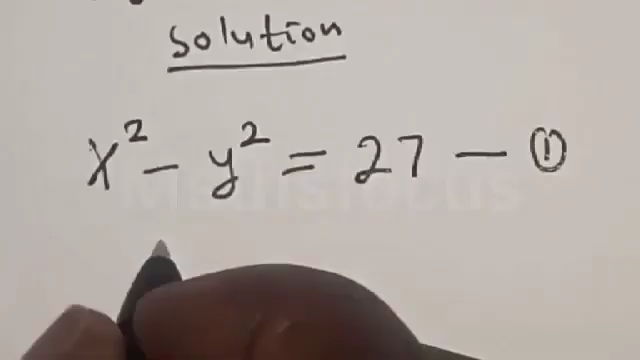 Solution
x² - y² = 27 — ①